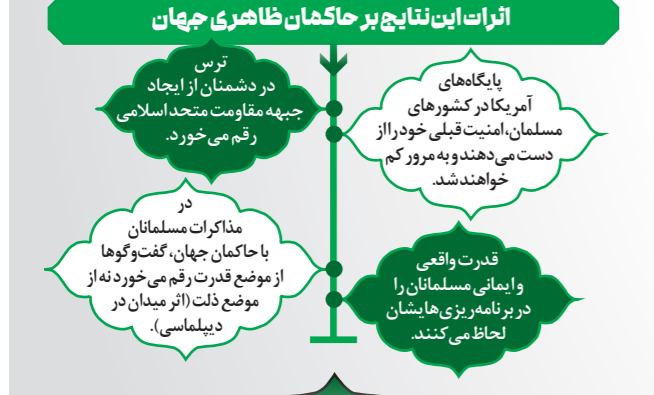 اثرات این نتایج بر حاکمان ظاهری جهان
ترس
در دشمنان از ایجاد
جبهه مقاومت متحد اسلامی
رقم می‌خورد.
پایگاه‌های
آمریکا در کشورهای
مسلمان، امنیت قبلی خود را از
دست می‌دهند و به مرور کم
خواهند شد.
در
مذاکرات مسلمانان
با حاکمان جهان، گفت‌وگوها
از موضع قدرت رقم می‌خورد نه از
موضع ذلت (اثر میدان در
دیپلماسی).
قدرت واقعی
و ایمانی مسلمانان را
در برنامه‌ریزی‌هایشان
لحاظ می‌کنند.